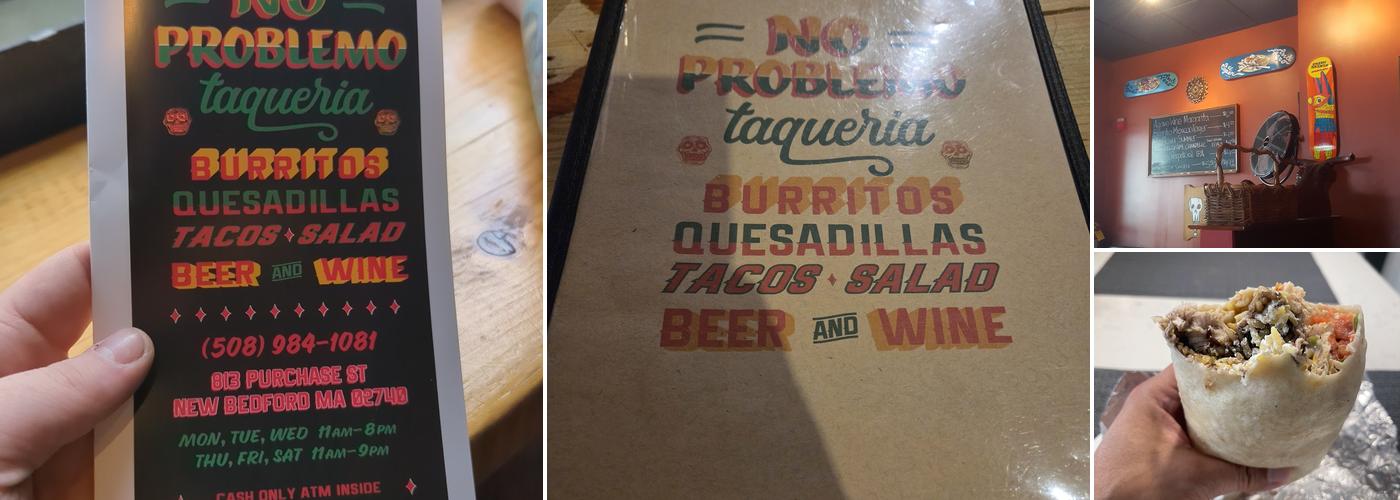 NO
PROBLEMO
taqueria
BURRITOS
QUESADILLAS
TACOS SALAD
BEER AND WINE
(508) 984-1081
813 PURCHASE ST
NEW BEDFORD MA 02740
MON, TUE, WED 11AM-8PM
THU, FRI, SAT 11AM-9PM
CASH ONLY ATM INSIDE
NO
PROBLEMO
taqueria
BURRITOS
QUESADILLAS
TACOS SALAD
BEER AND WINE
Margarita